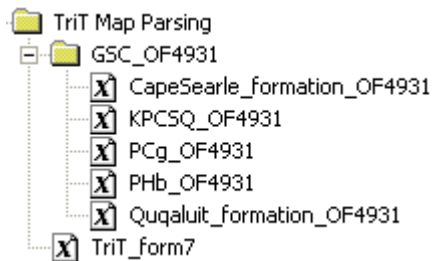 TriT Map Parsing
GSC_OF4931
CapeSearle_formation_OF4931
KPCSQ_OF4931
PCg_OF4931
PHb_OF4931
Quqaluit_formation_OF4931
TriT_form7